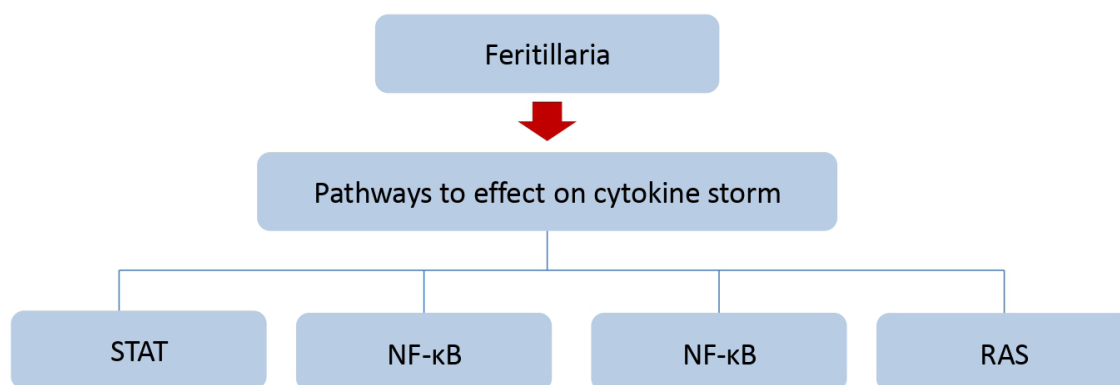 Feritillaria
Pathways to effect on cytokine storm
STAT
NF-κB
NF-κB
RAS